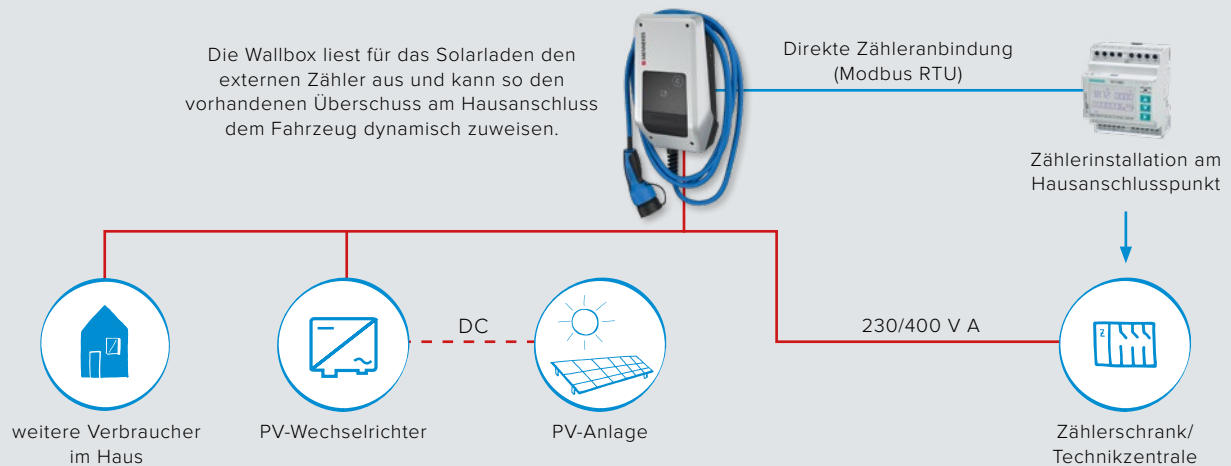 Die Wallbox liest für das Solarladen den
externen Zähler aus und kann so den
vorhandenen Überschuss am Hausanschluss
dem Fahrzeug dynamisch zuweisen.
MENNEKES
Direkte Zähleranbindung
(Modbus RTU)
SIEMENS
Zählerinstallation am
Hausanschlusspunkt
DC
230/400 V A
Z
weitere Verbraucher
im Haus
PV-Wechselrichter
PV-Anlage
Zählerschrank/
Technikzentrale